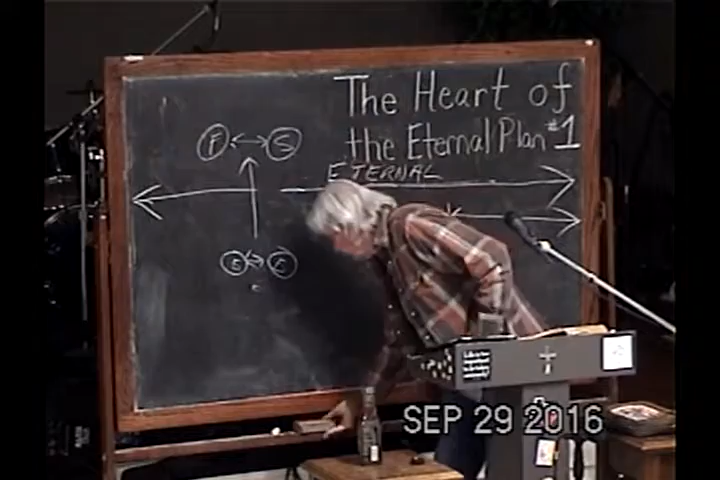 The Heart of
the Eternal Plan #1
ETERNAL
F S
SEP 29 2016